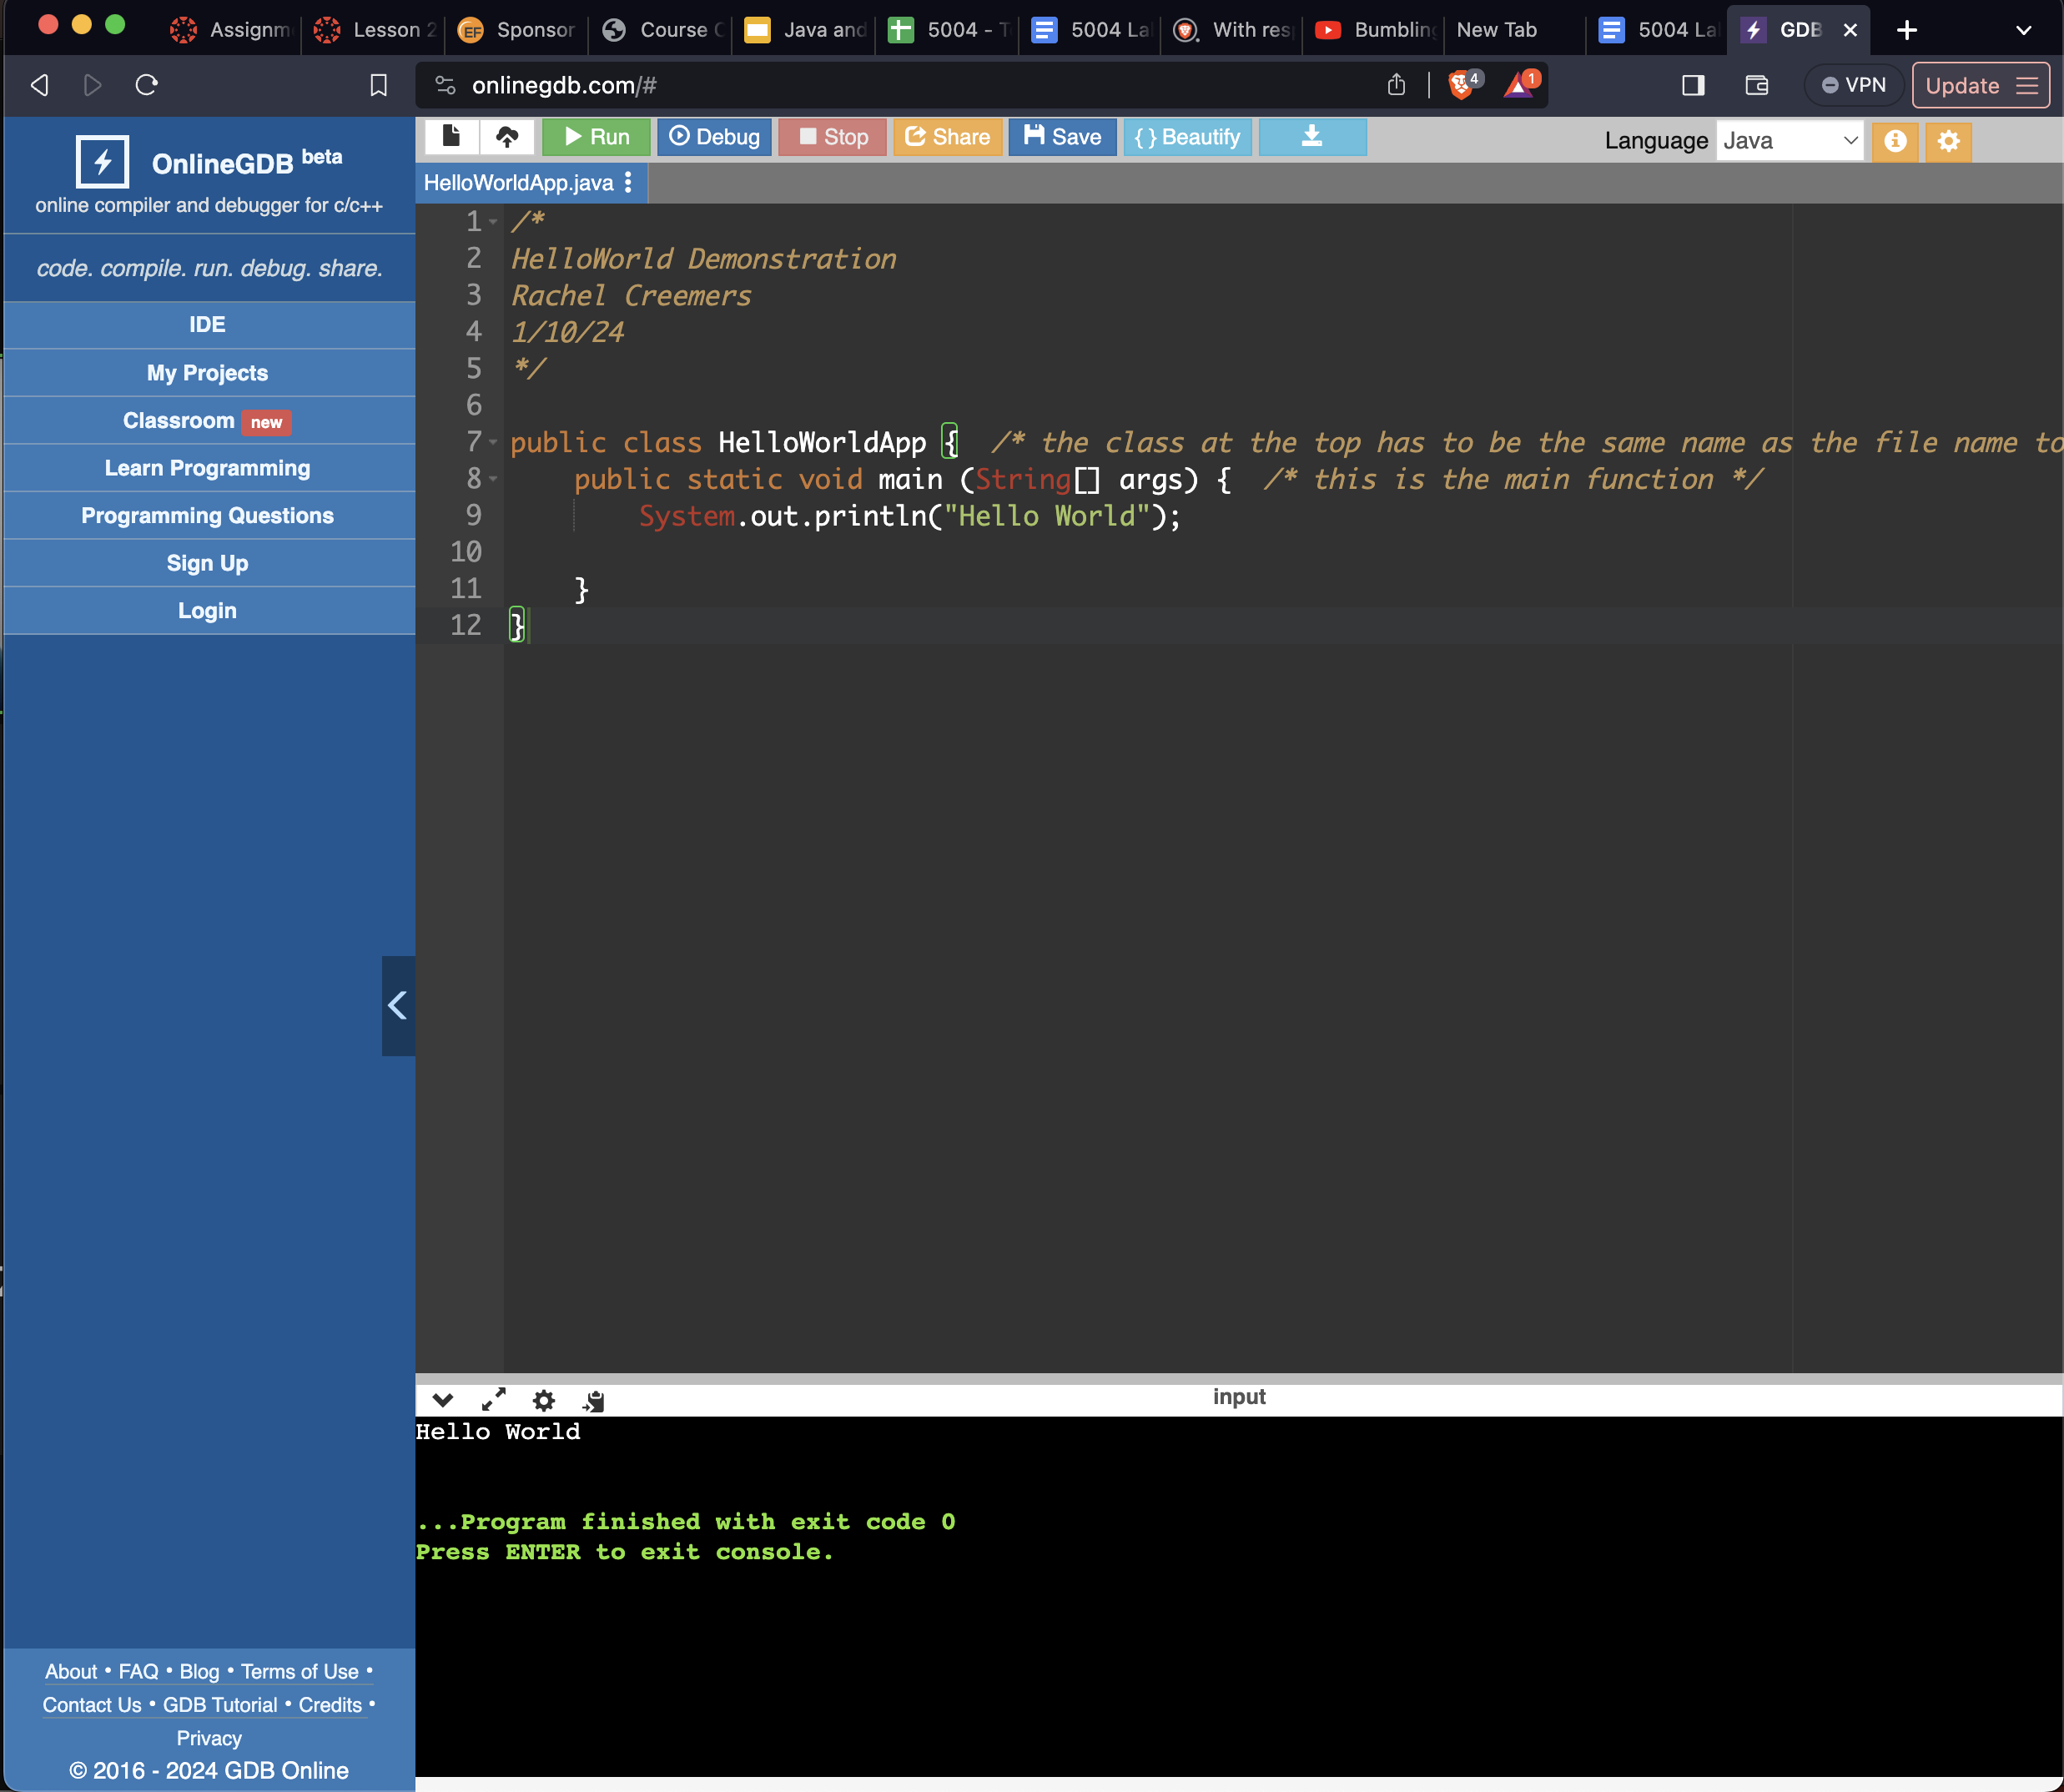 Assignm
Lesson 2
Sponsor
Course C
Java and
5004 - T
5004 La
With res
Bumbling
New Tab
5004 La
GDB
onlinegdb.com/#
4
1
VPN
Update
OnlineGDB beta
online compiler and debugger for c/c++
code. compile. run. debug. share.
IDE
My Projects
Classroom new
Learn Programming
Programming Questions
Sign Up
Login
About • FAQ • Blog • Terms of Use •
Contact Us • GDB Tutorial • Credits •
Privacy
© 2016 - 2024 GDB Online
Run Debug Stop Share Save { } Beautify
Language Java
HelloWorldApp.java
1 /*
2 HelloWorld Demonstration
3 Rachel Creemers
4 1/10/24
5 */
6
7 public class HelloWorldApp { /* the class at the top has to be the same name as the file name to
8 public static void main (String[] args) { /* this is the main function */
9 System.out.println("Hello World");
10
11 }
12 }
input
Hello World
...Program finished with exit code 0
Press ENTER to exit console.